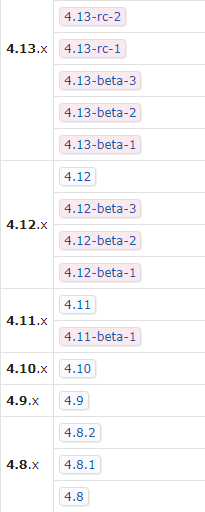 4.13-rc-2
4.13.x 4.13-rc-1
4.13-beta-3
4.13-beta-2
4.13-beta-1
4.12
4.12.x 4.12-beta-3
4.12-beta-2
4.12-beta-1
4.11.x 4.11
4.11-beta-1
4.10.x 4.10
4.9.x 4.9
4.8.2
4.8.x 4.8.1
4.8